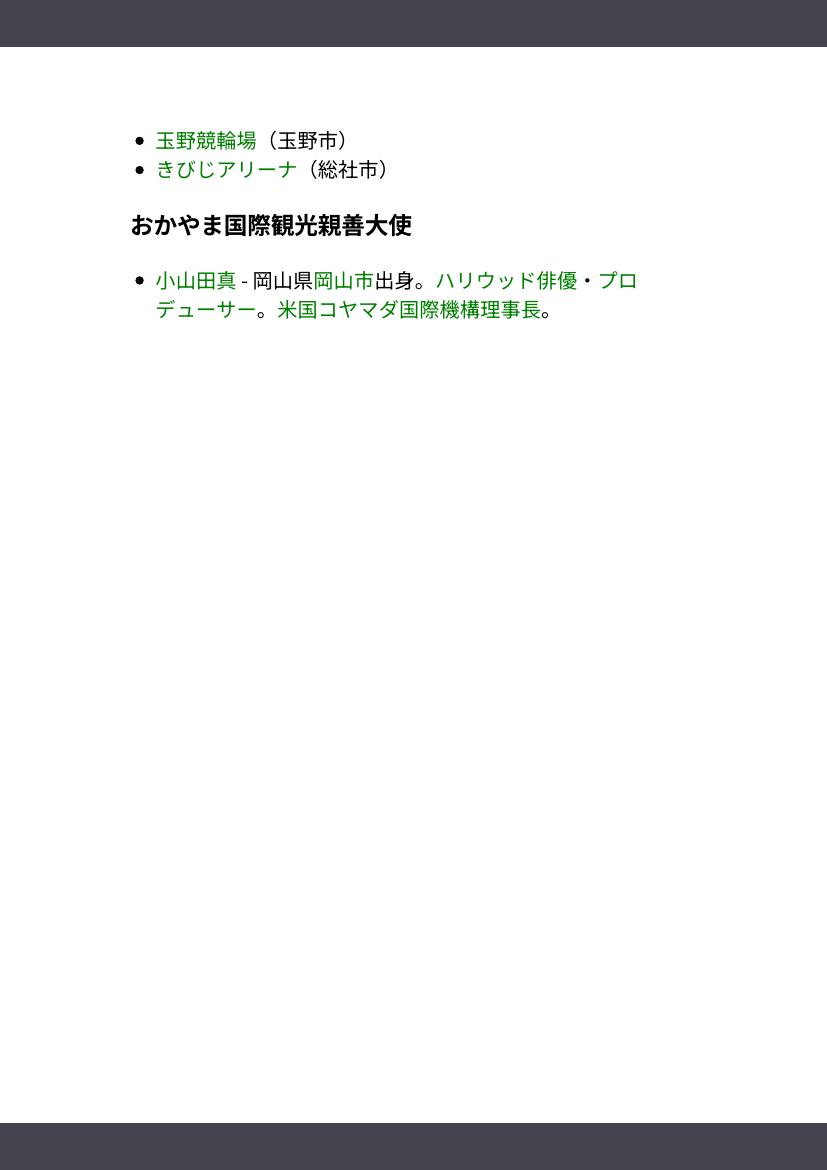 玉野競輪場（玉野市）
きびじアリーナ（総社市）
おかやま国際観光親善大使
小山田真 - 岡山県岡山市出身。ハリウッド俳優・プロ
デューサー。米国コヤマダ国際機構理事長。